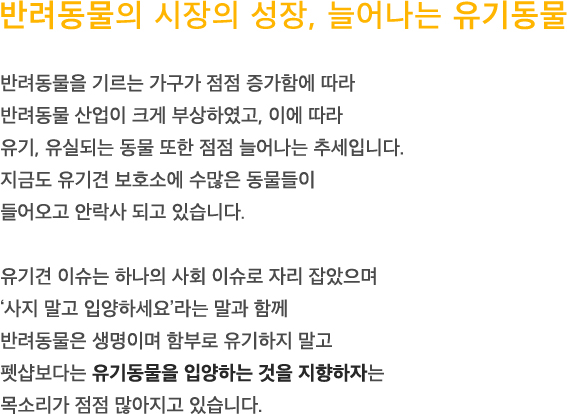 반려동물의 시장의 성장, 늘어나는 유기동물
반려동물을 기르는 가구가 점점 증가함에 따라
반려동물 산업이 크게 부상하였고, 이에 따라
유기, 유실되는 동물 또한 점점 늘어나는 추세입니다.
지금도 유기견 보호소에 수많은 동물들이
들어오고 안락사 되고 있습니다.
유기견 이슈는 하나의 사회 이슈로 자리 잡았으며
‘사지 말고 입양하세요’라는 말과 함께
반려동물은 생명이며 함부로 유기하지 말고
펫샵보다는 유기동물을 입양하는 것을 지향하자는
목소리가 점점 많아지고 있습니다.